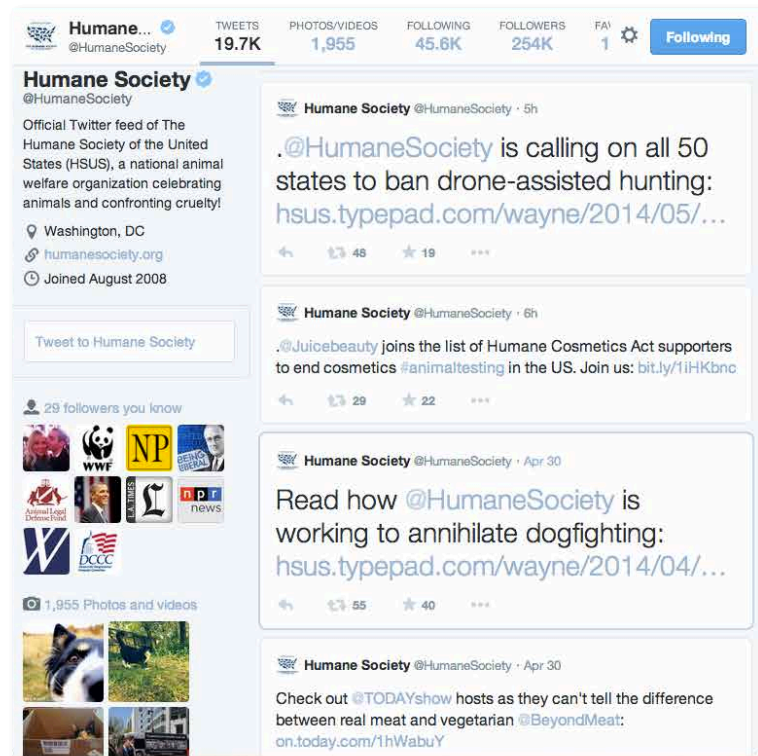 Humane...
@HumaneSociety
TWEETS
19.7K
PHOTOS/VIDEOS
1,955
FOLLOWING
45.6K
FOLLOWERS
254K
FA
1
Following
Humane Society
@HumaneSociety
Official Twitter feed of The
Humane Society of the United
States (HSUS), a national animal
welfare organization celebrating
animals and confronting cruelty!
Washington, DC
humanesociety.org
Joined August 2008
Tweet to Humane Society
29 followers you know
WWF
NP
BEING
LIBERAL
Animal Legal
Defense Fund
L.A. TIMES
L
npr
news
W
DCCC
1,955 Photos and videos
Humane Society @HumaneSociety · 5h
.@HumaneSociety is calling on all 50
states to ban drone-assisted hunting:
hsus.typepad.com/wayne/2014/05/…
48
19
Humane Society @HumaneSociety · 6h
.@Juicebeauty joins the list of Humane Cosmetics Act supporters
to end cosmetics #animaltesting in the US. Join us: bit.ly/1iHKbnc
29
22
Humane Society @HumaneSociety · Apr 30
Read how @HumaneSociety is
working to annihilate dogfighting:
hsus.typepad.com/wayne/2014/04/…
55
40
Humane Society @HumaneSociety · Apr 30
Check out @TODAYshow hosts as they can't tell the difference
between real meat and vegetarian @BeyondMeat:
on.today.com/1hWabuY